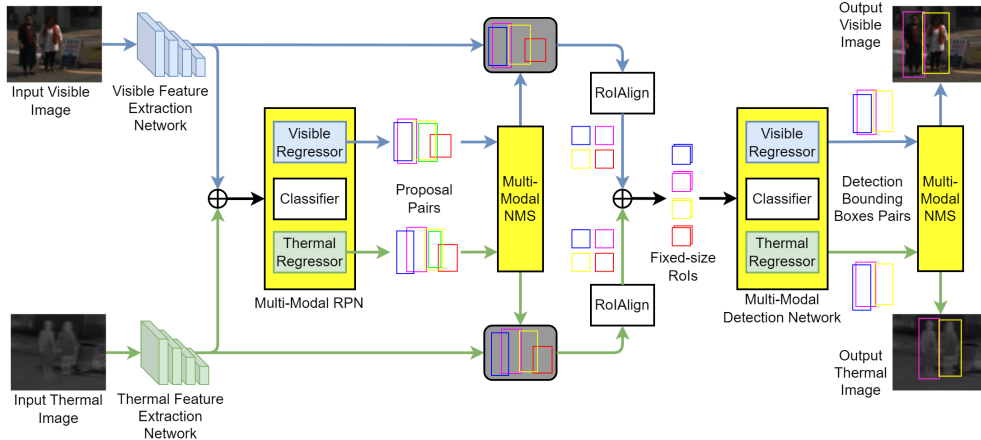 Input Visible
Image
Visible Feature
Extraction
Network
Visible
Regressor
Classifier
Thermal
Regressor
Multi-Modal RPN
Proposal
Pairs
Multi-
Modal
NMS
RoIAlign
RoIAlign
Fixed-size
RoIs
Visible
Regressor
Classifier
Thermal
Regressor
Multi-Modal
Detection Network
Detection
Bounding
Boxes Pairs
Multi-
Modal
NMS
Output
Visible
Image
Output
Thermal
Image
Input Thermal
Image
Thermal Feature
Extraction
Network